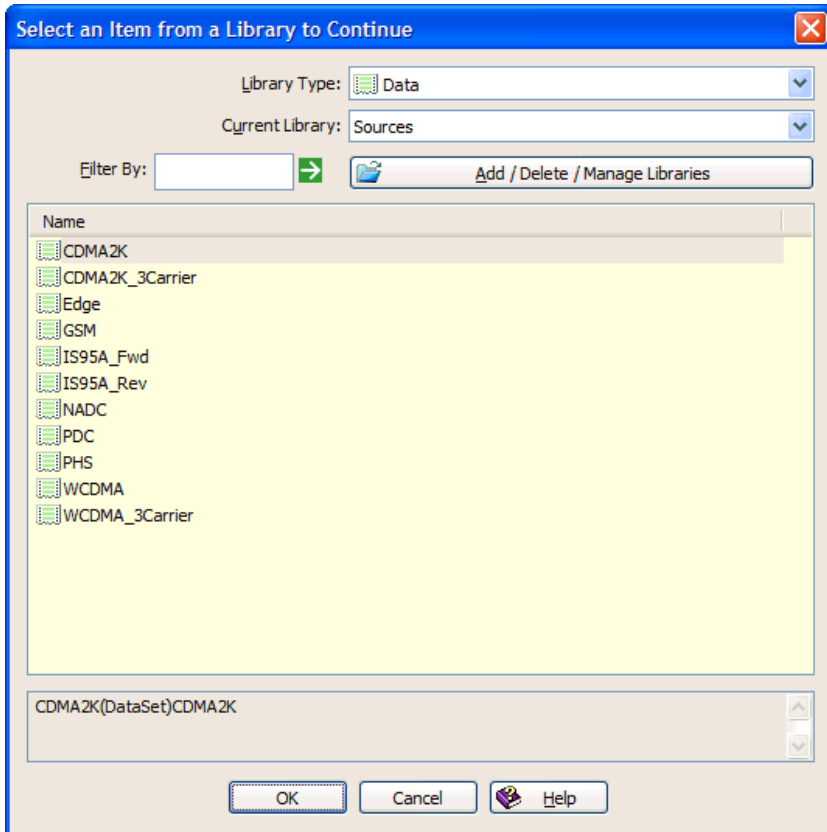 Select an Item from a Library to Continue
Library Type: Data
Current Library: Sources
Filter By: Add / Delete / Manage Libraries
Name
CDMA2K
CDMA2K_3Carrier
Edge
GSM
IS95A_Fwd
IS95A_Rev
NADC
PDC
PHS
WCDMA
WCDMA_3Carrier
CDMA2K(DataSet)CDMA2K
OK Cancel Help